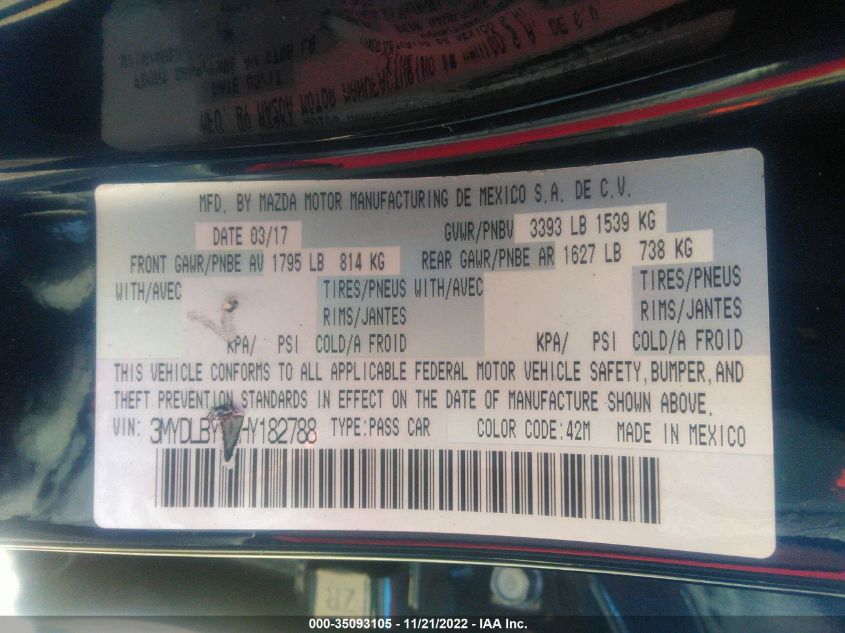 MFD. BY MAZDA MOTOR MANUFACTURING DE MEXICO S.A. DE C.V.
DATE 03/17 GVWR/PNBV 3393 LB 1539 KG
FRONT GAWR/PNBE AV 1795 LB 814 KG REAR GAWR/PNBE AR 1627 LB 738 KG
WITH/AVEC TIRES/PNEUS WITH/AVEC TIRES/PNEUS
RIMS/JANTES RIMS/JANTES
KPA/ PSI COLD/A FROID KPA/ PSI COLD/A FROID
THIS VEHICLE CONFORMS TO ALL APPLICABLE FEDERAL MOTOR VEHICLE SAFETY, BUMPER, AND
THEFT PREVENTION STANDARDS IN EFFECT ON THE DATE OF MANUFACTURE SHOWN ABOVE.
VIN: TYPE:PASS CAR COLOR CODE:42M MADE IN MEXICO
ZR
000-35093105 - 11/21/2022 - IAA Inc.